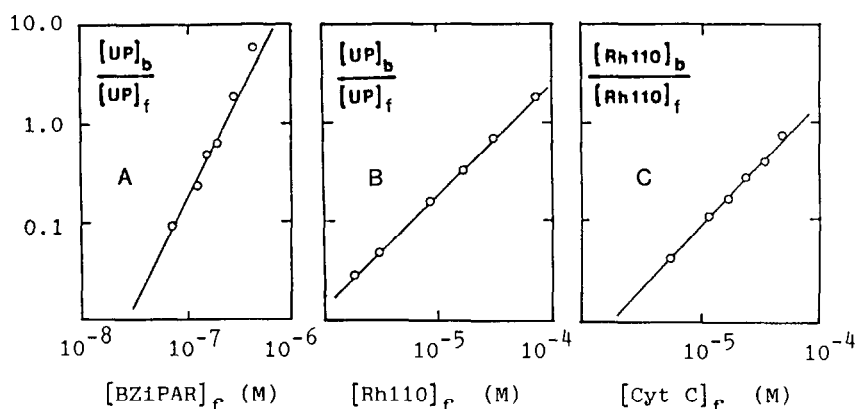 10.0
1.0
0.1
[UP]b
[UP]f
A
[UP]b
[UP]f
B
[Rh110]b
[Rh110]f
C
10-8
10-7
10-6
10-5
10-4
10-5
10-4
[BZiPAR]f (M)
[Rh110]f (M)
[Cyt C]f (M)